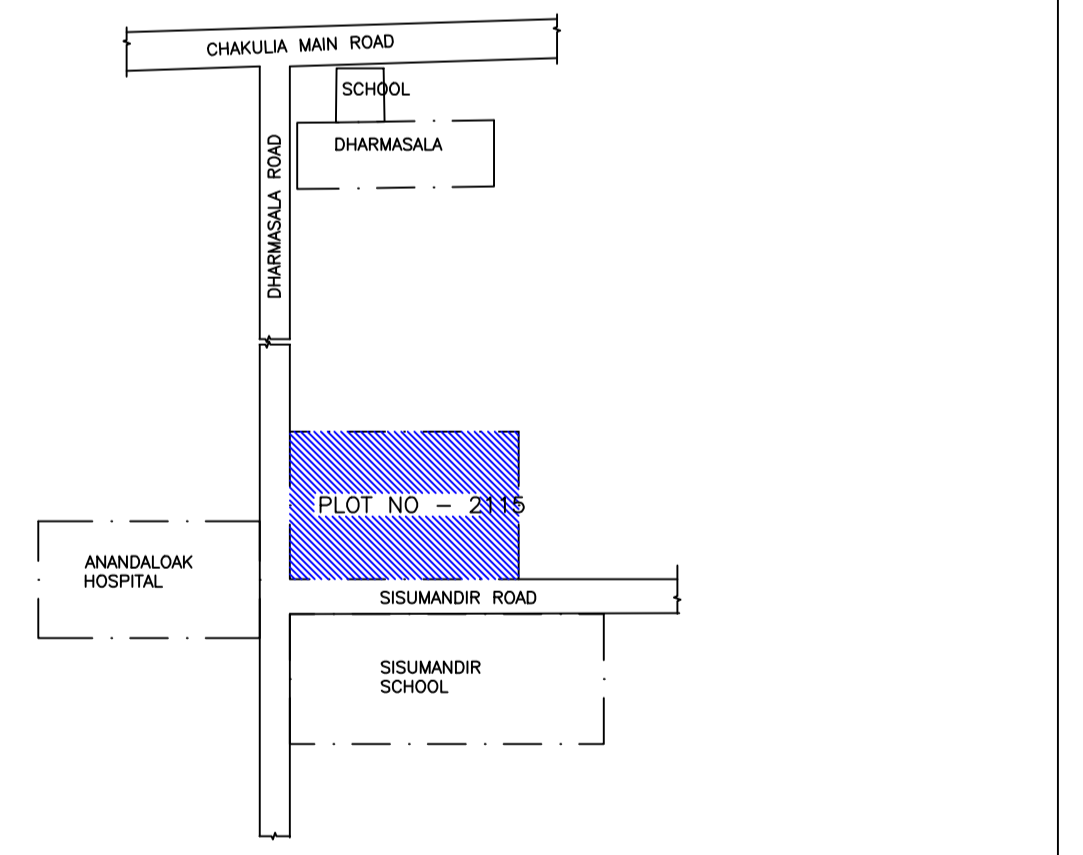 CHAKULIA MAIN ROAD
SCHOOL
DHARMASALA
DHARMASALA ROAD
PLOT NO - 2115
ANANDALOAK
HOSPITAL
SISUMANDIR ROAD
SISUMANDIR
SCHOOL